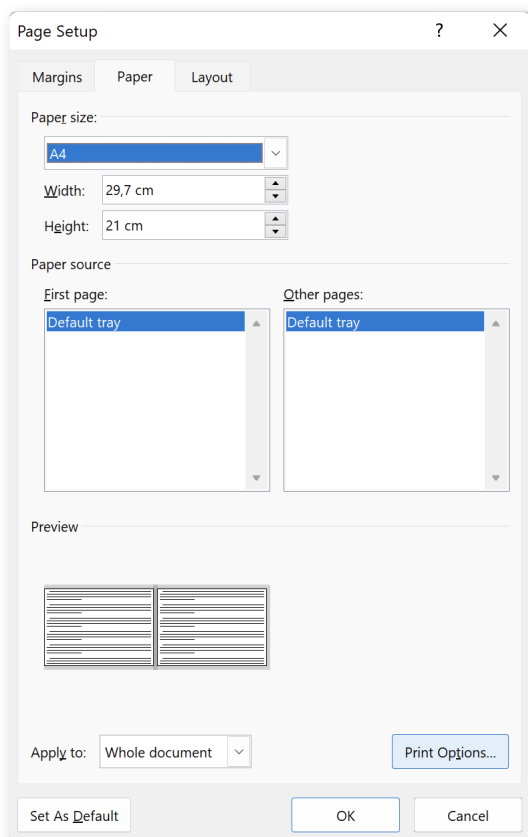 Page Setup ? ×
Margins Paper Layout
Paper size:
A4
Width: 29,7 cm
Height: 21 cm
Paper source
First page: Other pages:
Default tray Default tray
Preview
Apply to: Whole document Print Options...
Set As Default OK Cancel